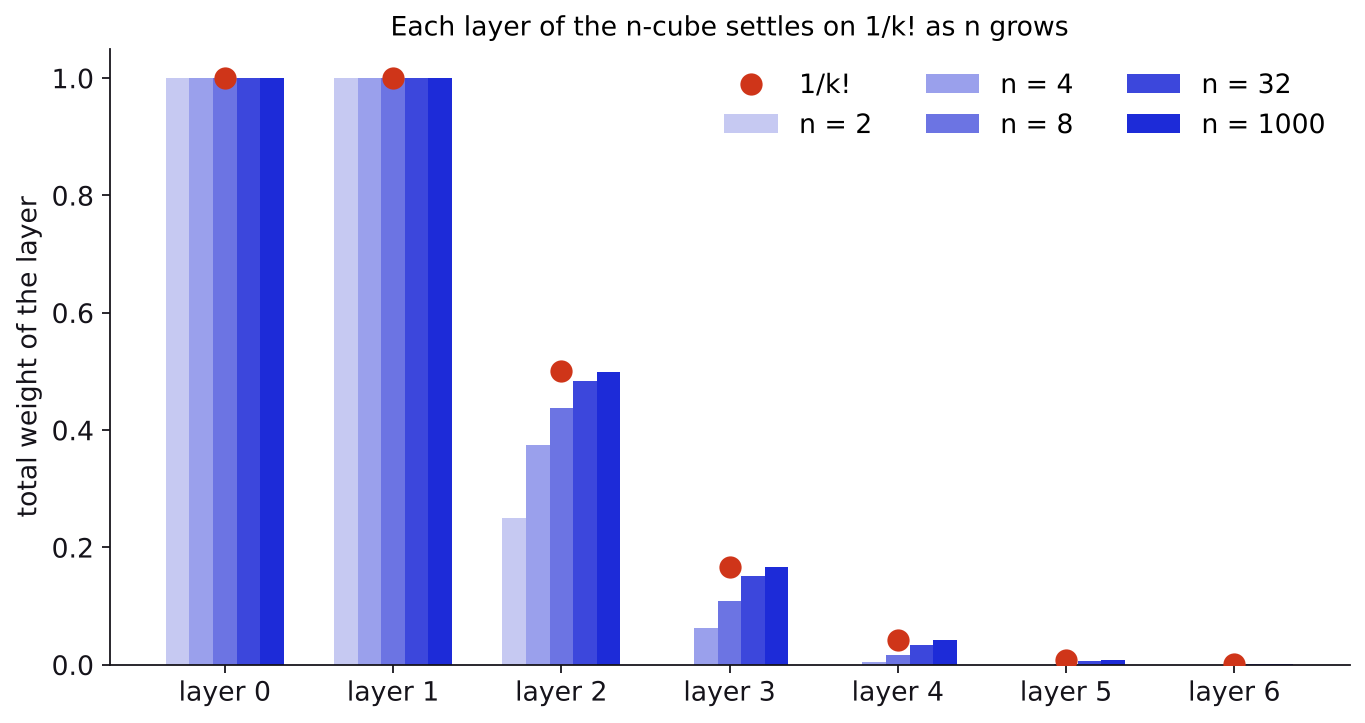 Each layer of the n-cube settles on 1/k! as n grows
total weight of the layer
1.0
0.8
0.6
0.4
0.2
0.0
1/k!
n = 2
n = 4
n = 8
n = 32
n = 1000
layer 0
layer 1
layer 2
layer 3
layer 4
layer 5
layer 6